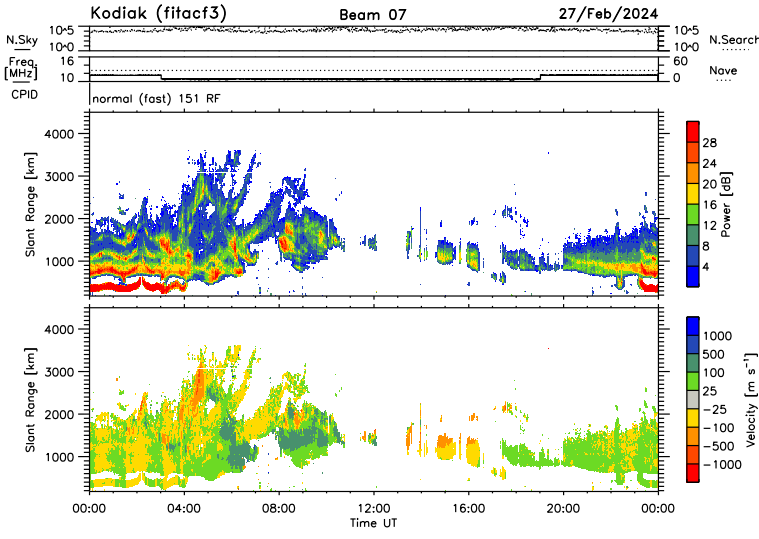 Kodiak (fitacf3) Beam 07 27/Feb/2024
N.Sky 10^5 10^0 10^5 10^0 N.Search
Freq. [MHz] 16 10 60 0 Nave
CPID normal (fast) 151 RF
Slant Range [km] 4000 3000 2000 1000
28 24 20 16 12 8 4 Power [dB]
Slant Range [km] 4000 3000 2000 1000
1000 500 100 25 -25 -100 -500 -1000 Velocity [m s^-1]
00:00 04:00 08:00 12:00 16:00 20:00 00:00
Time UT